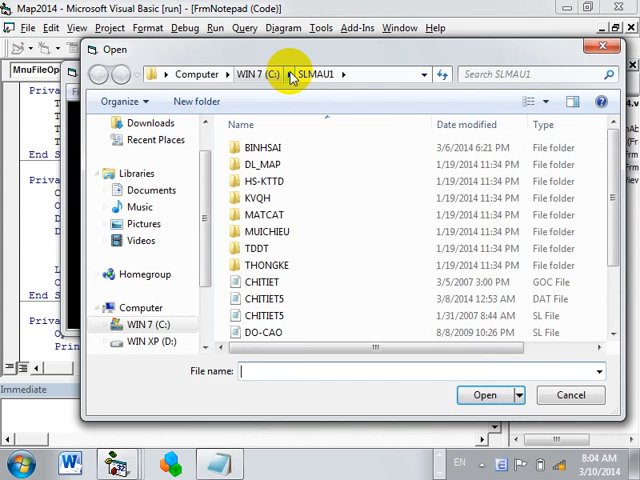 Map2014 - Microsoft Visual Basic [run] - [FrmNotepad (Code)]
File Edit View Project Format Debug Run Query Diagram Tools Add-Ins Window Help
MnuFileOp
Open
Computer WIN 7 (C:) SLMAU1
Search SLMAU1
Organize New folder
Downloads
Recent Places
Libraries
Documents
Music
Pictures
Videos
Homegroup
Computer
WIN 7 (C:)
WIN XP (D:)
Name Date modified Type
BINHSAI 3/6/2014 6:21 PM File folder
DL_MAP 1/19/2014 11:34 PM File folder
HS-KTTD 1/19/2014 11:34 PM File folder
KVQH 1/19/2014 11:34 PM File folder
MATCAT 1/19/2014 11:34 PM File folder
MUICHIEU 1/19/2014 11:34 PM File folder
TDDT 1/19/2014 11:34 PM File folder
THONGKE 1/19/2014 11:34 PM File folder
CHITIET 3/5/2007 3:00 PM GOC File
CHITIET5 3/8/2014 12:53 AM DAT File
CHITIET5 1/31/2007 8:44 AM SL File
DO-CAO 8/8/2009 10:26 PM SL File
File name:
Open Cancel
Priva
T
T
T
T
End S
Priva
O
O
O
L
End S
Priva
Op
Prin
Immediate
EN
8:04 AM
3/10/2014